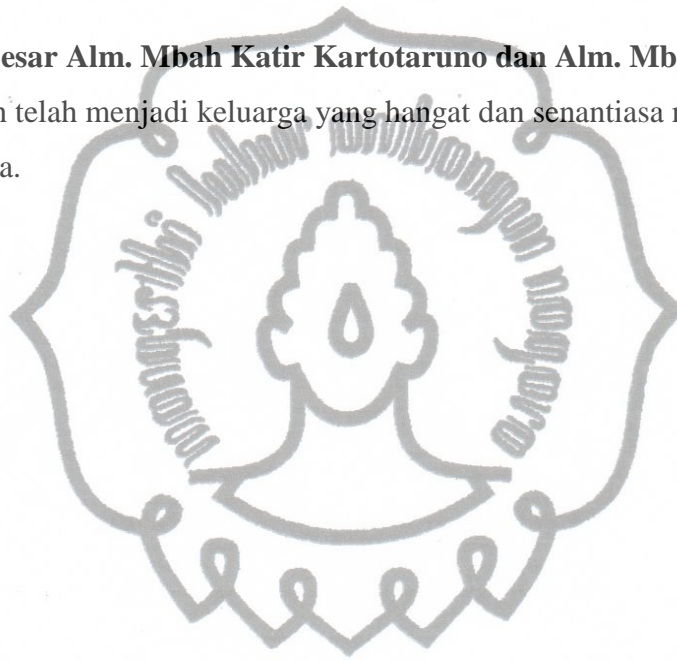 esar Alm. Mbah Katir Kartotaruno dan Alm. Mb
n telah menjadi keluarga yang hangat dan senantiasa
a.